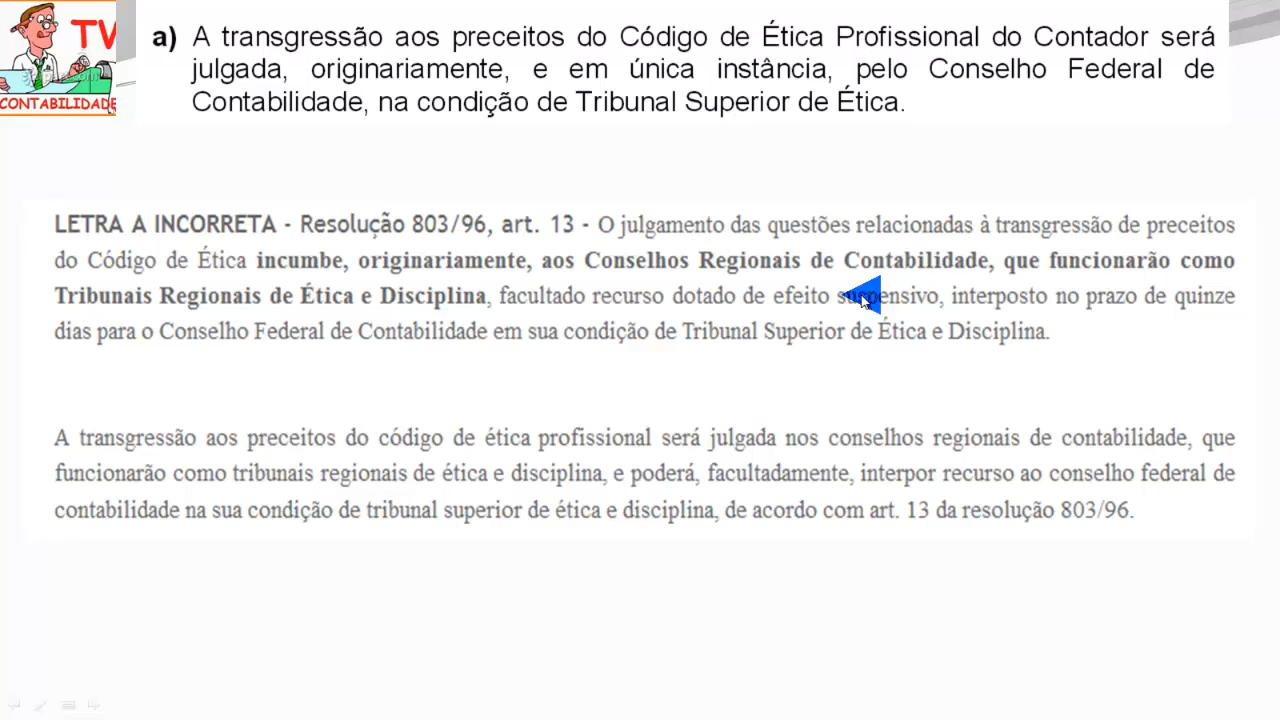 TV
CONTABILIDADE
a) A transgressão aos preceitos do Código de Ética Profissional do Contador será
julgada, originariamente, e em única instância, pelo Conselho Federal de
Contabilidade, na condição de Tribunal Superior de Ética.
LETRA A INCORRETA - Resolução 803/96, art. 13 - O julgamento das questões relacionadas à transgressão de preceitos
do Código de Ética incumbe, originariamente, aos Conselhos Regionais de Contabilidade, que funcionarão como
Tribunais Regionais de Ética e Disciplina, facultado recurso dotado de efeito suspensivo, interposto no prazo de quinze
dias para o Conselho Federal de Contabilidade em sua condição de Tribunal Superior de Ética e Disciplina.
A transgressão aos preceitos do código de ética profissional será julgada nos conselhos regionais de contabilidade, que
funcionarão como tribunais regionais de ética e disciplina, e poderá, facultadamente, interpor recurso ao conselho federal de
contabilidade na sua condição de tribunal superior de ética e disciplina, de acordo com art. 13 da resolução 803/96.